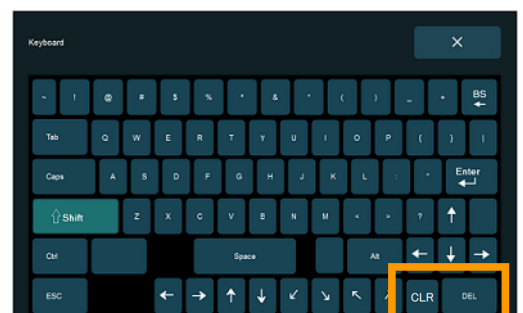 Keyboard ×
~ ! @ # $ % ^ & * ( ) _ + BS ←
Tab Q W E R T Y U I O P { } |
Caps A S D F G H J K L : " Enter
Shift Z X C V B N M < > ? ↑
Ctrl Space Alt ← ↓ →
ESC ← → ↑ ↓ ↙ ↘ ↖ ↗ CLR DEL